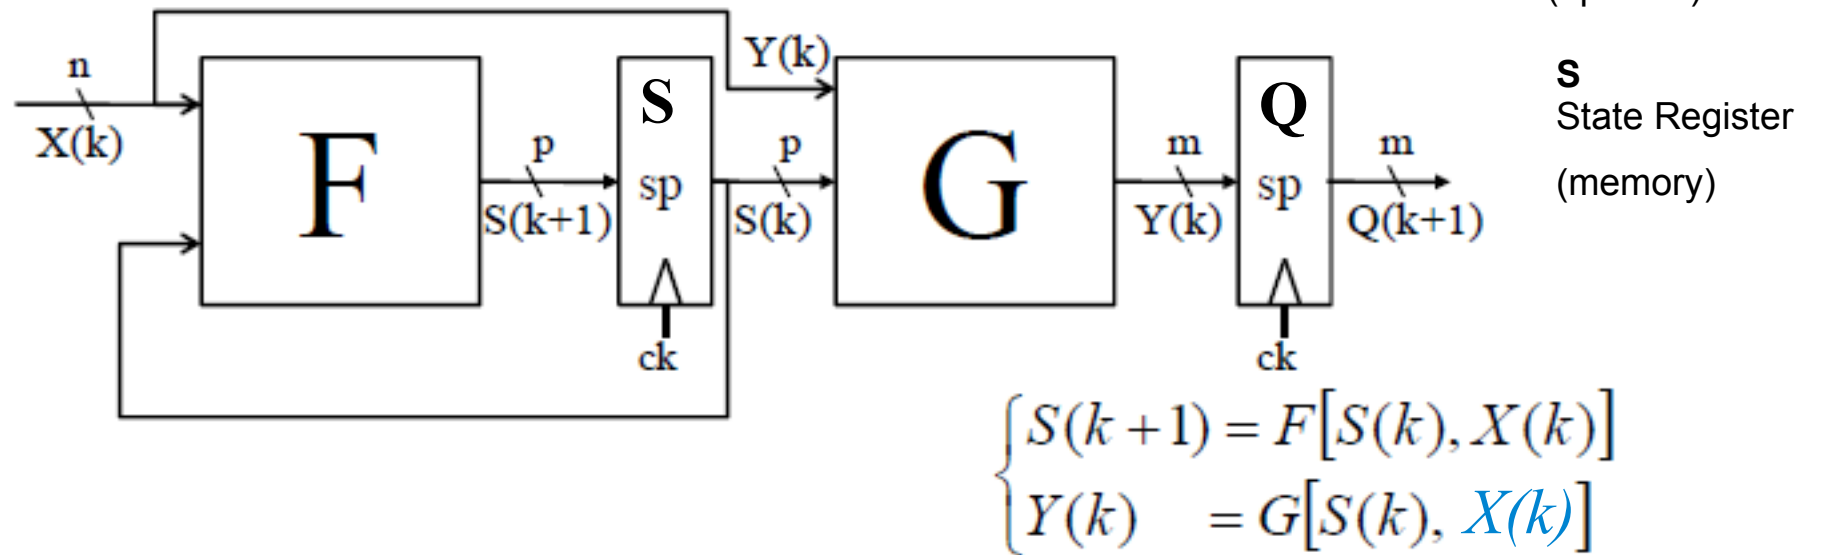 n
X(k)
F
p
S(k+1)
S
sp
ck
p
S(k)
Y(k)
G
m
Y(k)
Q
sp
ck
m
Q(k+1)
S
State Register
(memory)
S(k+1) = F[S(k), X(k)]
Y(k) = G[S(k), X(k)]